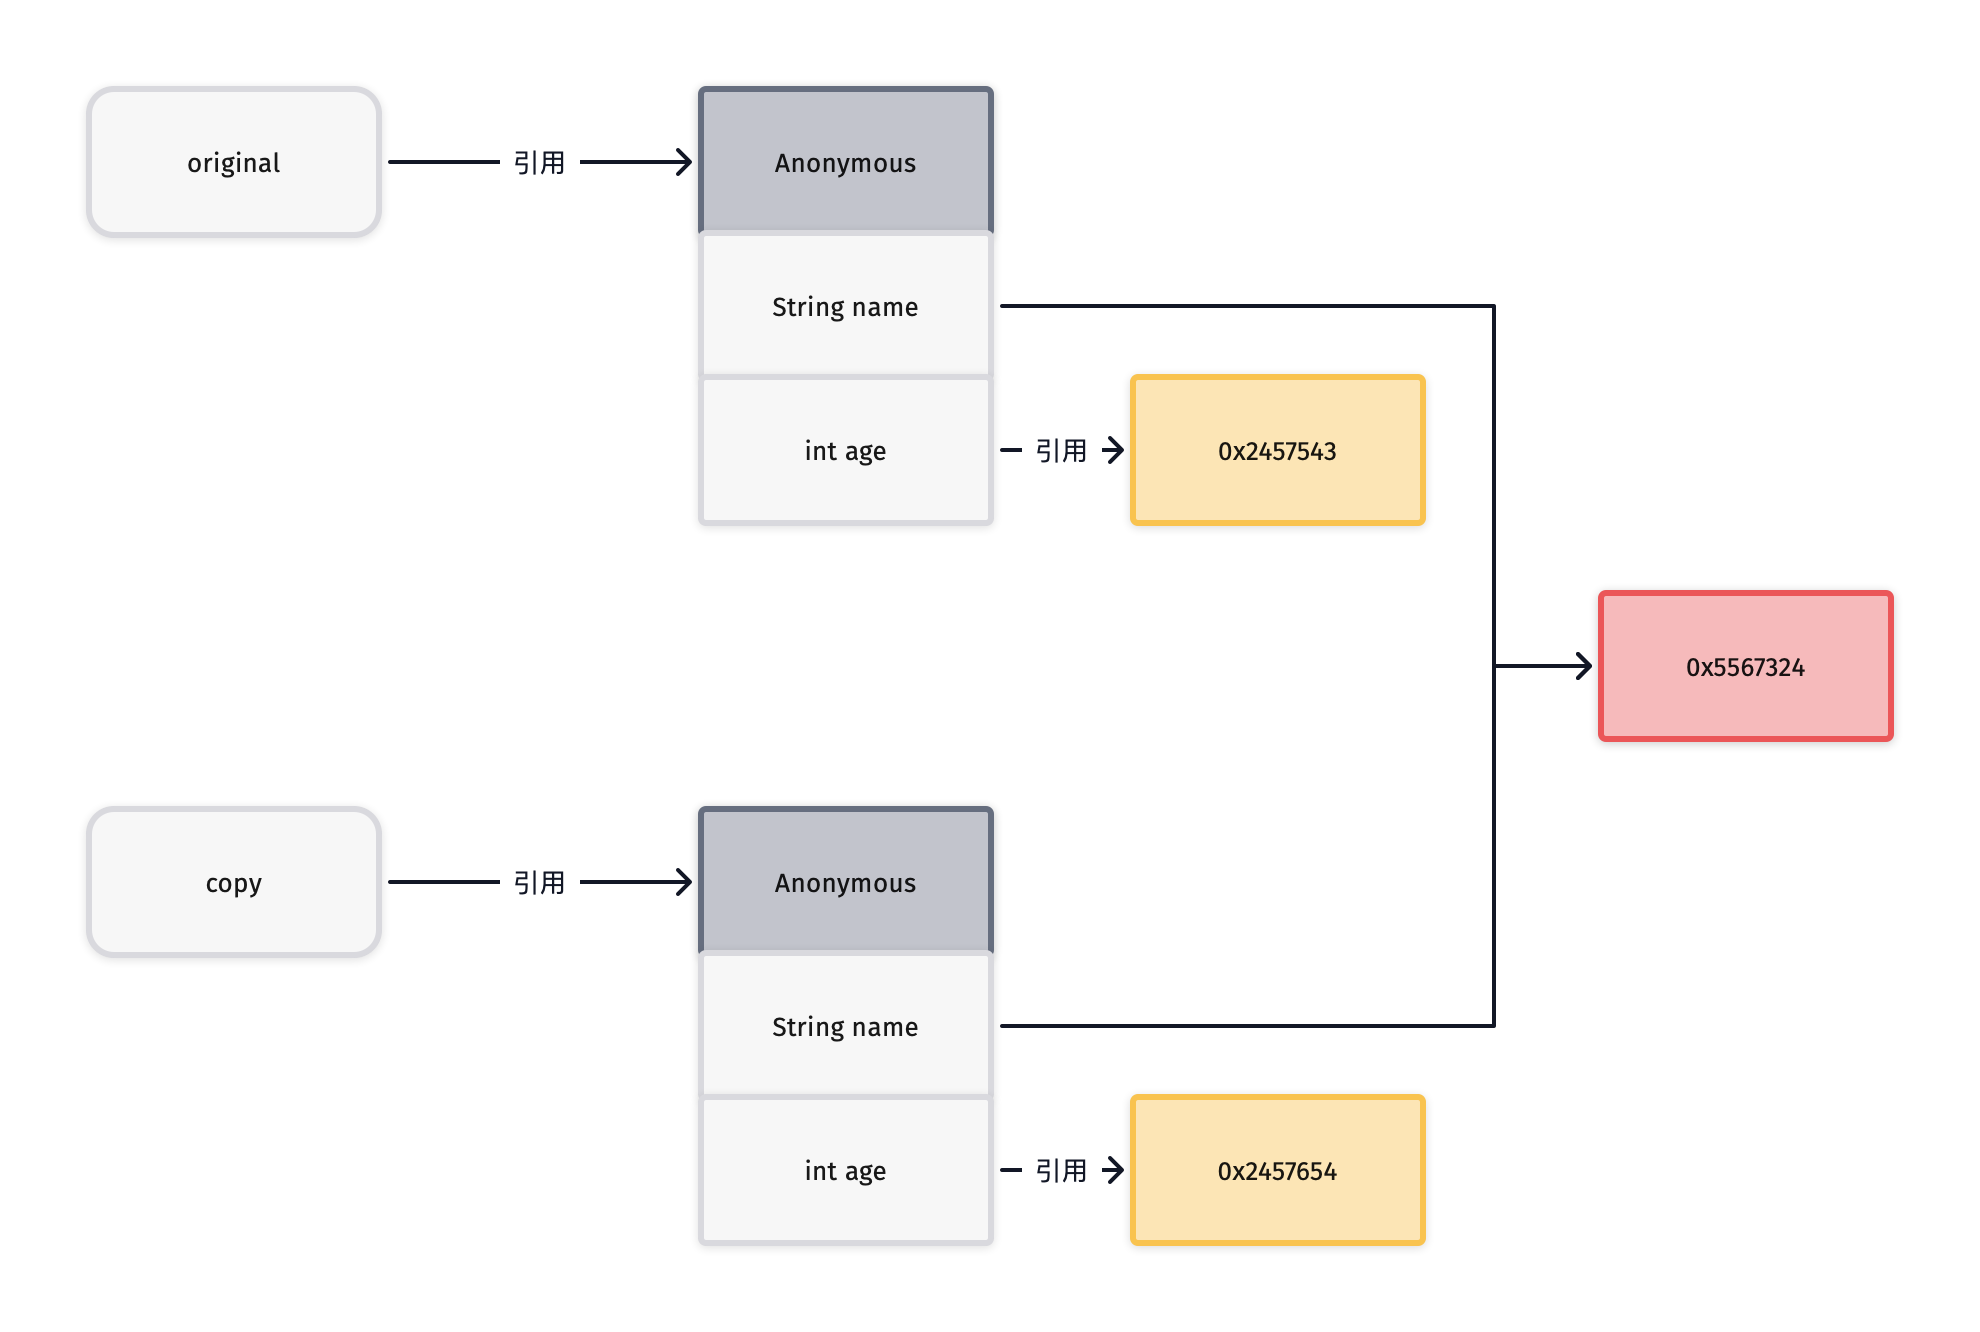 original
引用
Anonymous
String name
int age
引用
0x2457543
0x5567324
copy
引用
Anonymous
String name
int age
引用
0x2457654